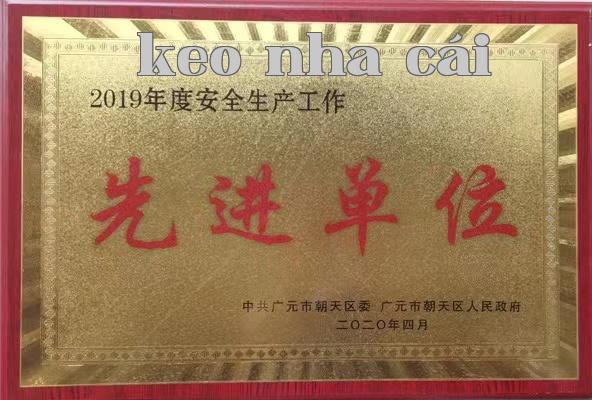 keo nha cái
2019年度安全生产工作
先进单位
中共广元市朝天区委 广元市朝天区人民政府
二〇二〇年四月